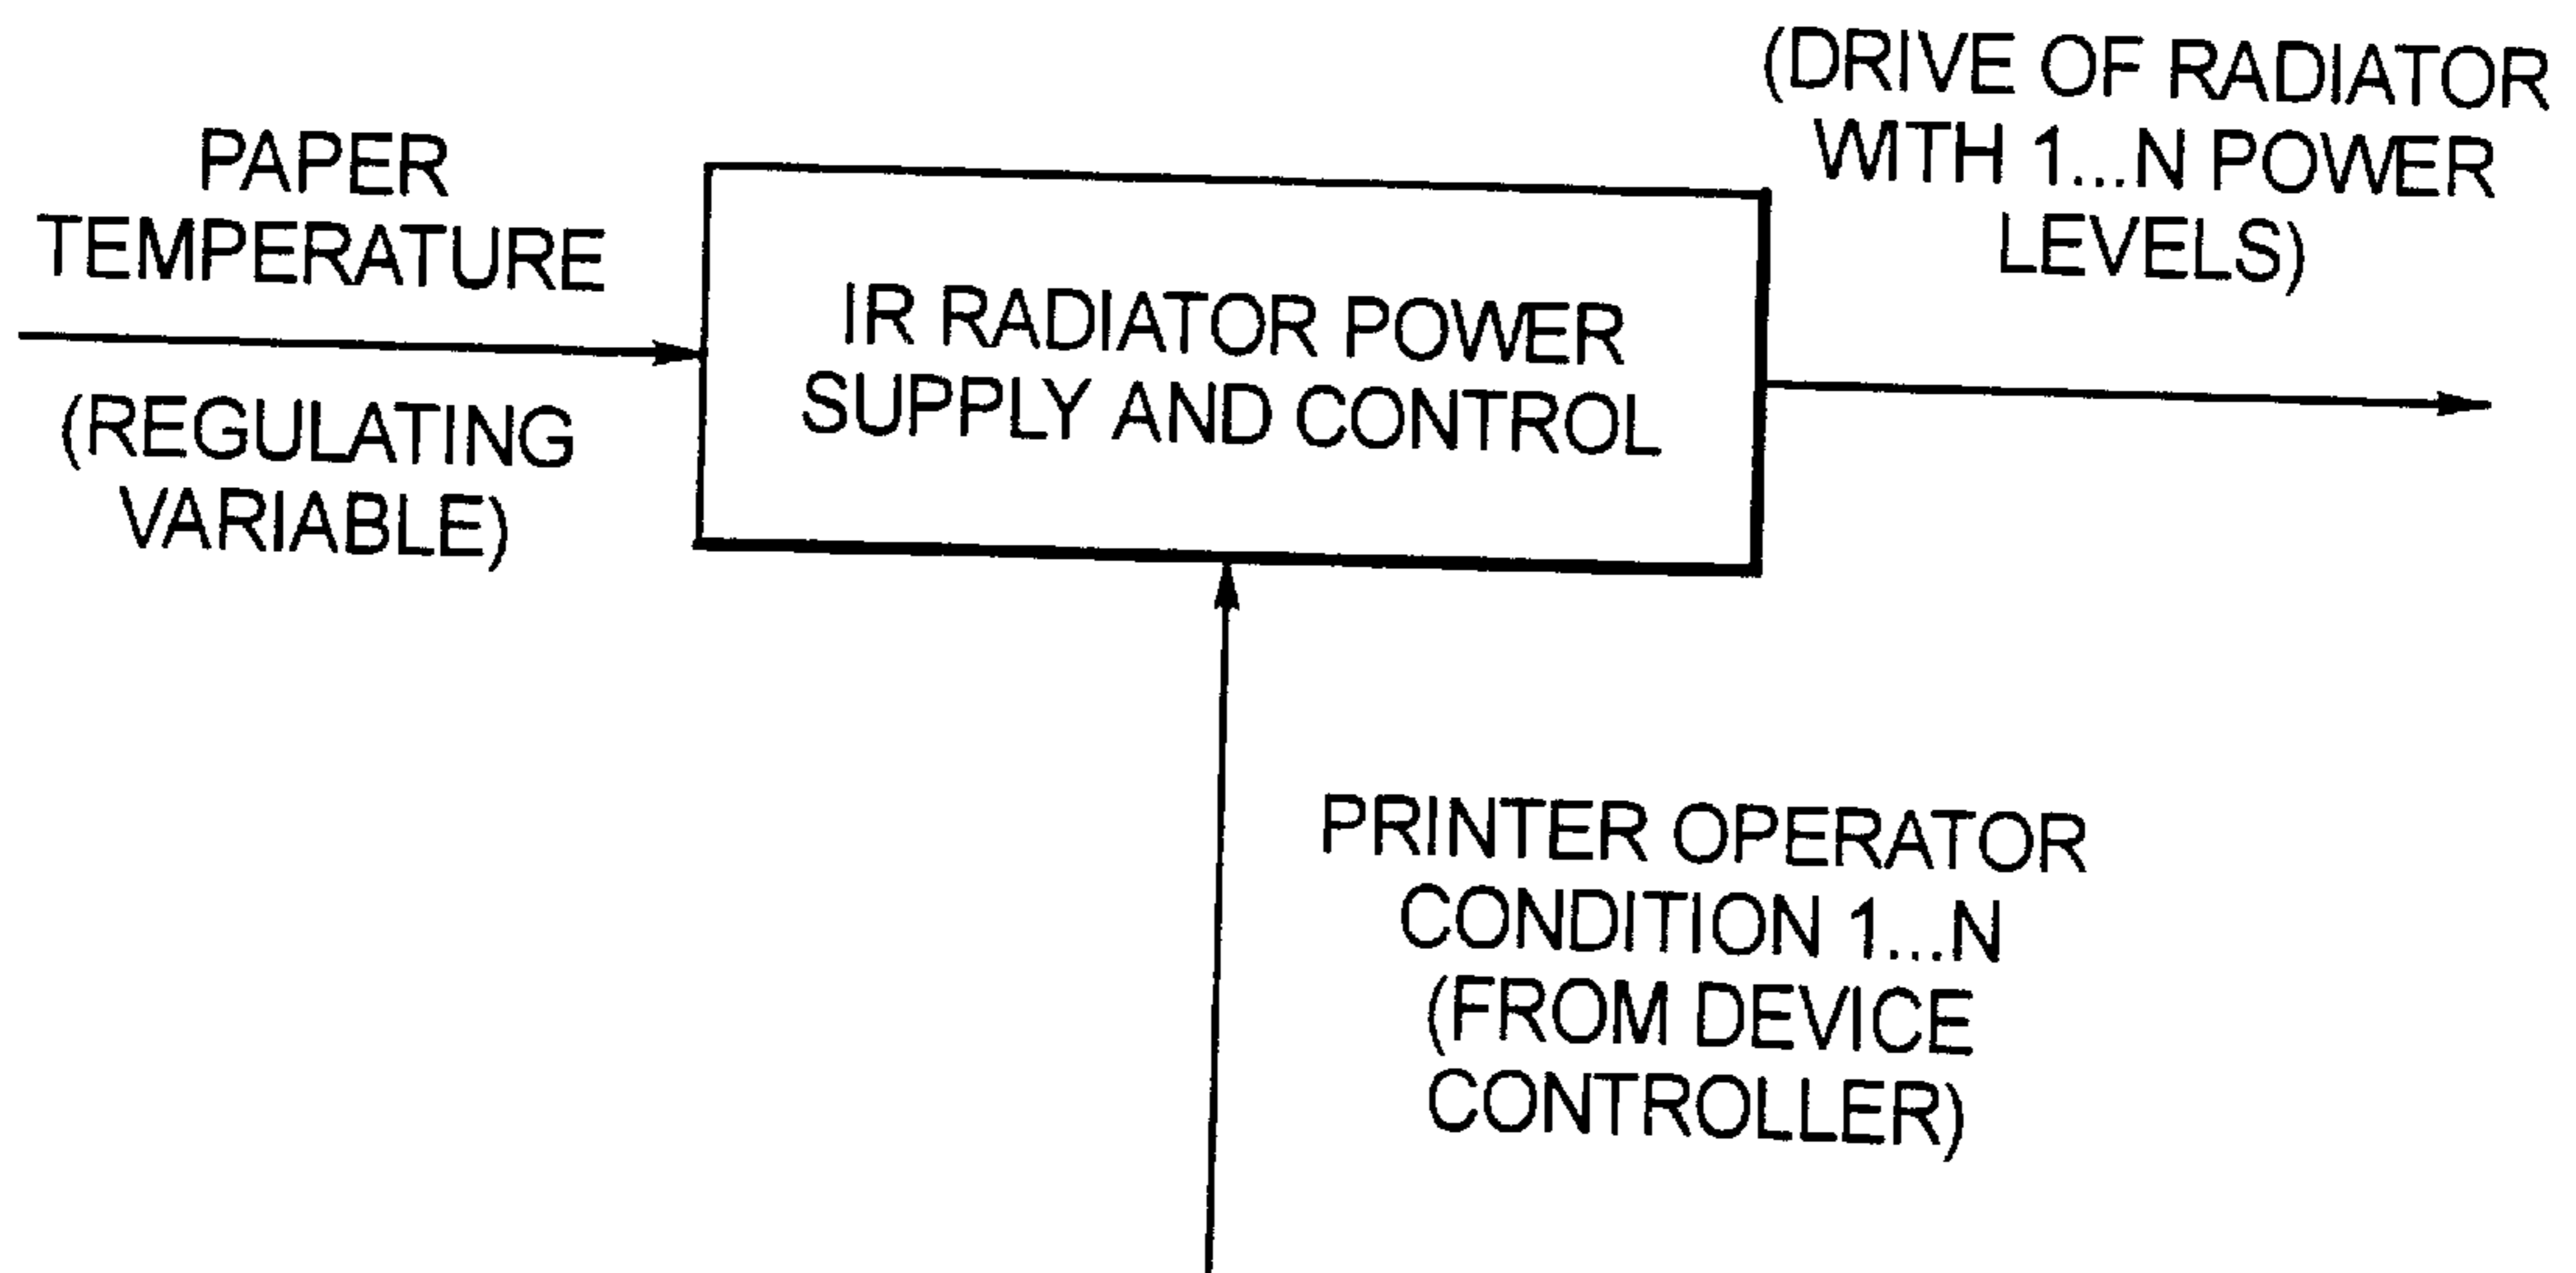 PAPER
TEMPERATURE
(REGULATING
VARIABLE)
IR RADIATOR POWER
SUPPLY AND CONTROL
(DRIVE OF RADIATOR
WITH 1...N POWER
LEVELS)
PRINTER OPERATOR
CONDITION 1...N
(FROM DEVICE
CONTROLLER)